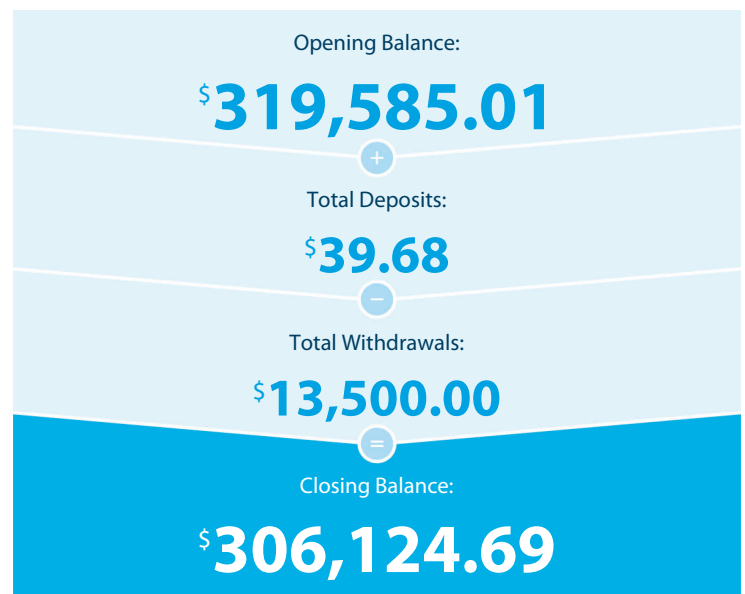 Opening Balance:
$319,585.01
+
Total Deposits:
$39.68
−
Total Withdrawals:
$13,500.00
=
Closing Balance:
$306,124.69